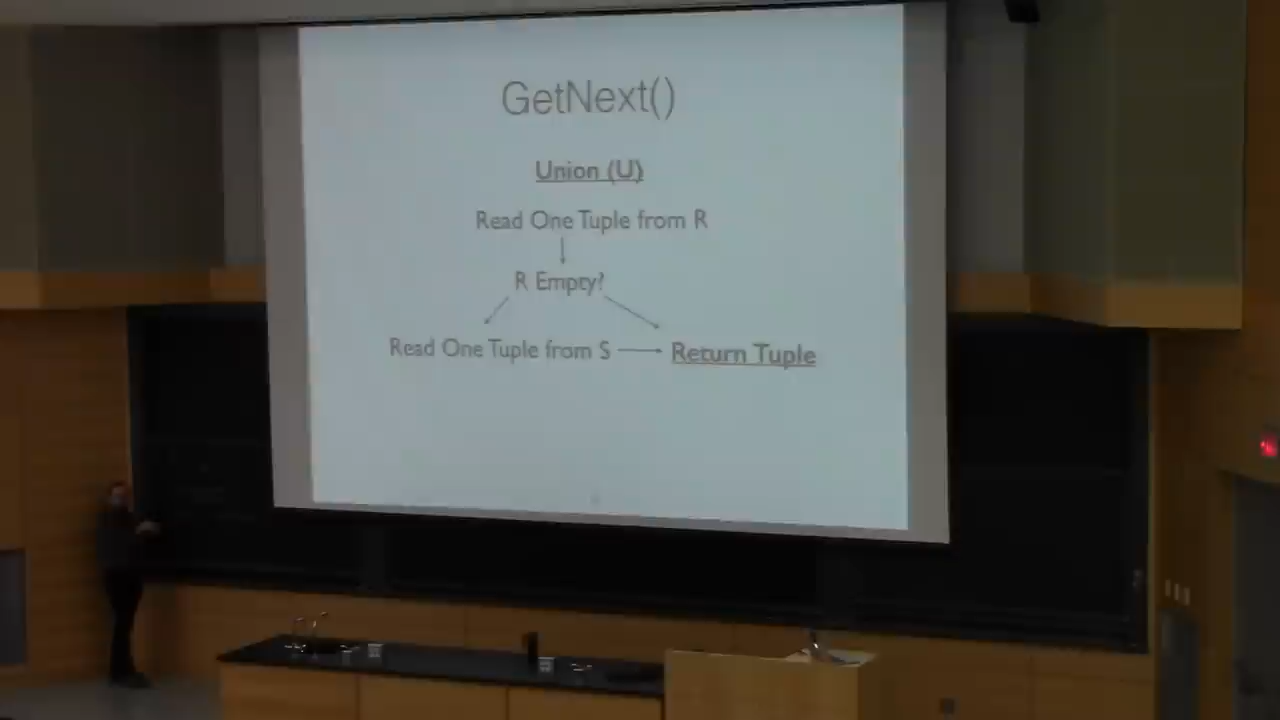 GetNext()
Union (U)
Read One Tuple from R
R Empty?
Read One Tuple from S
Return Tuple